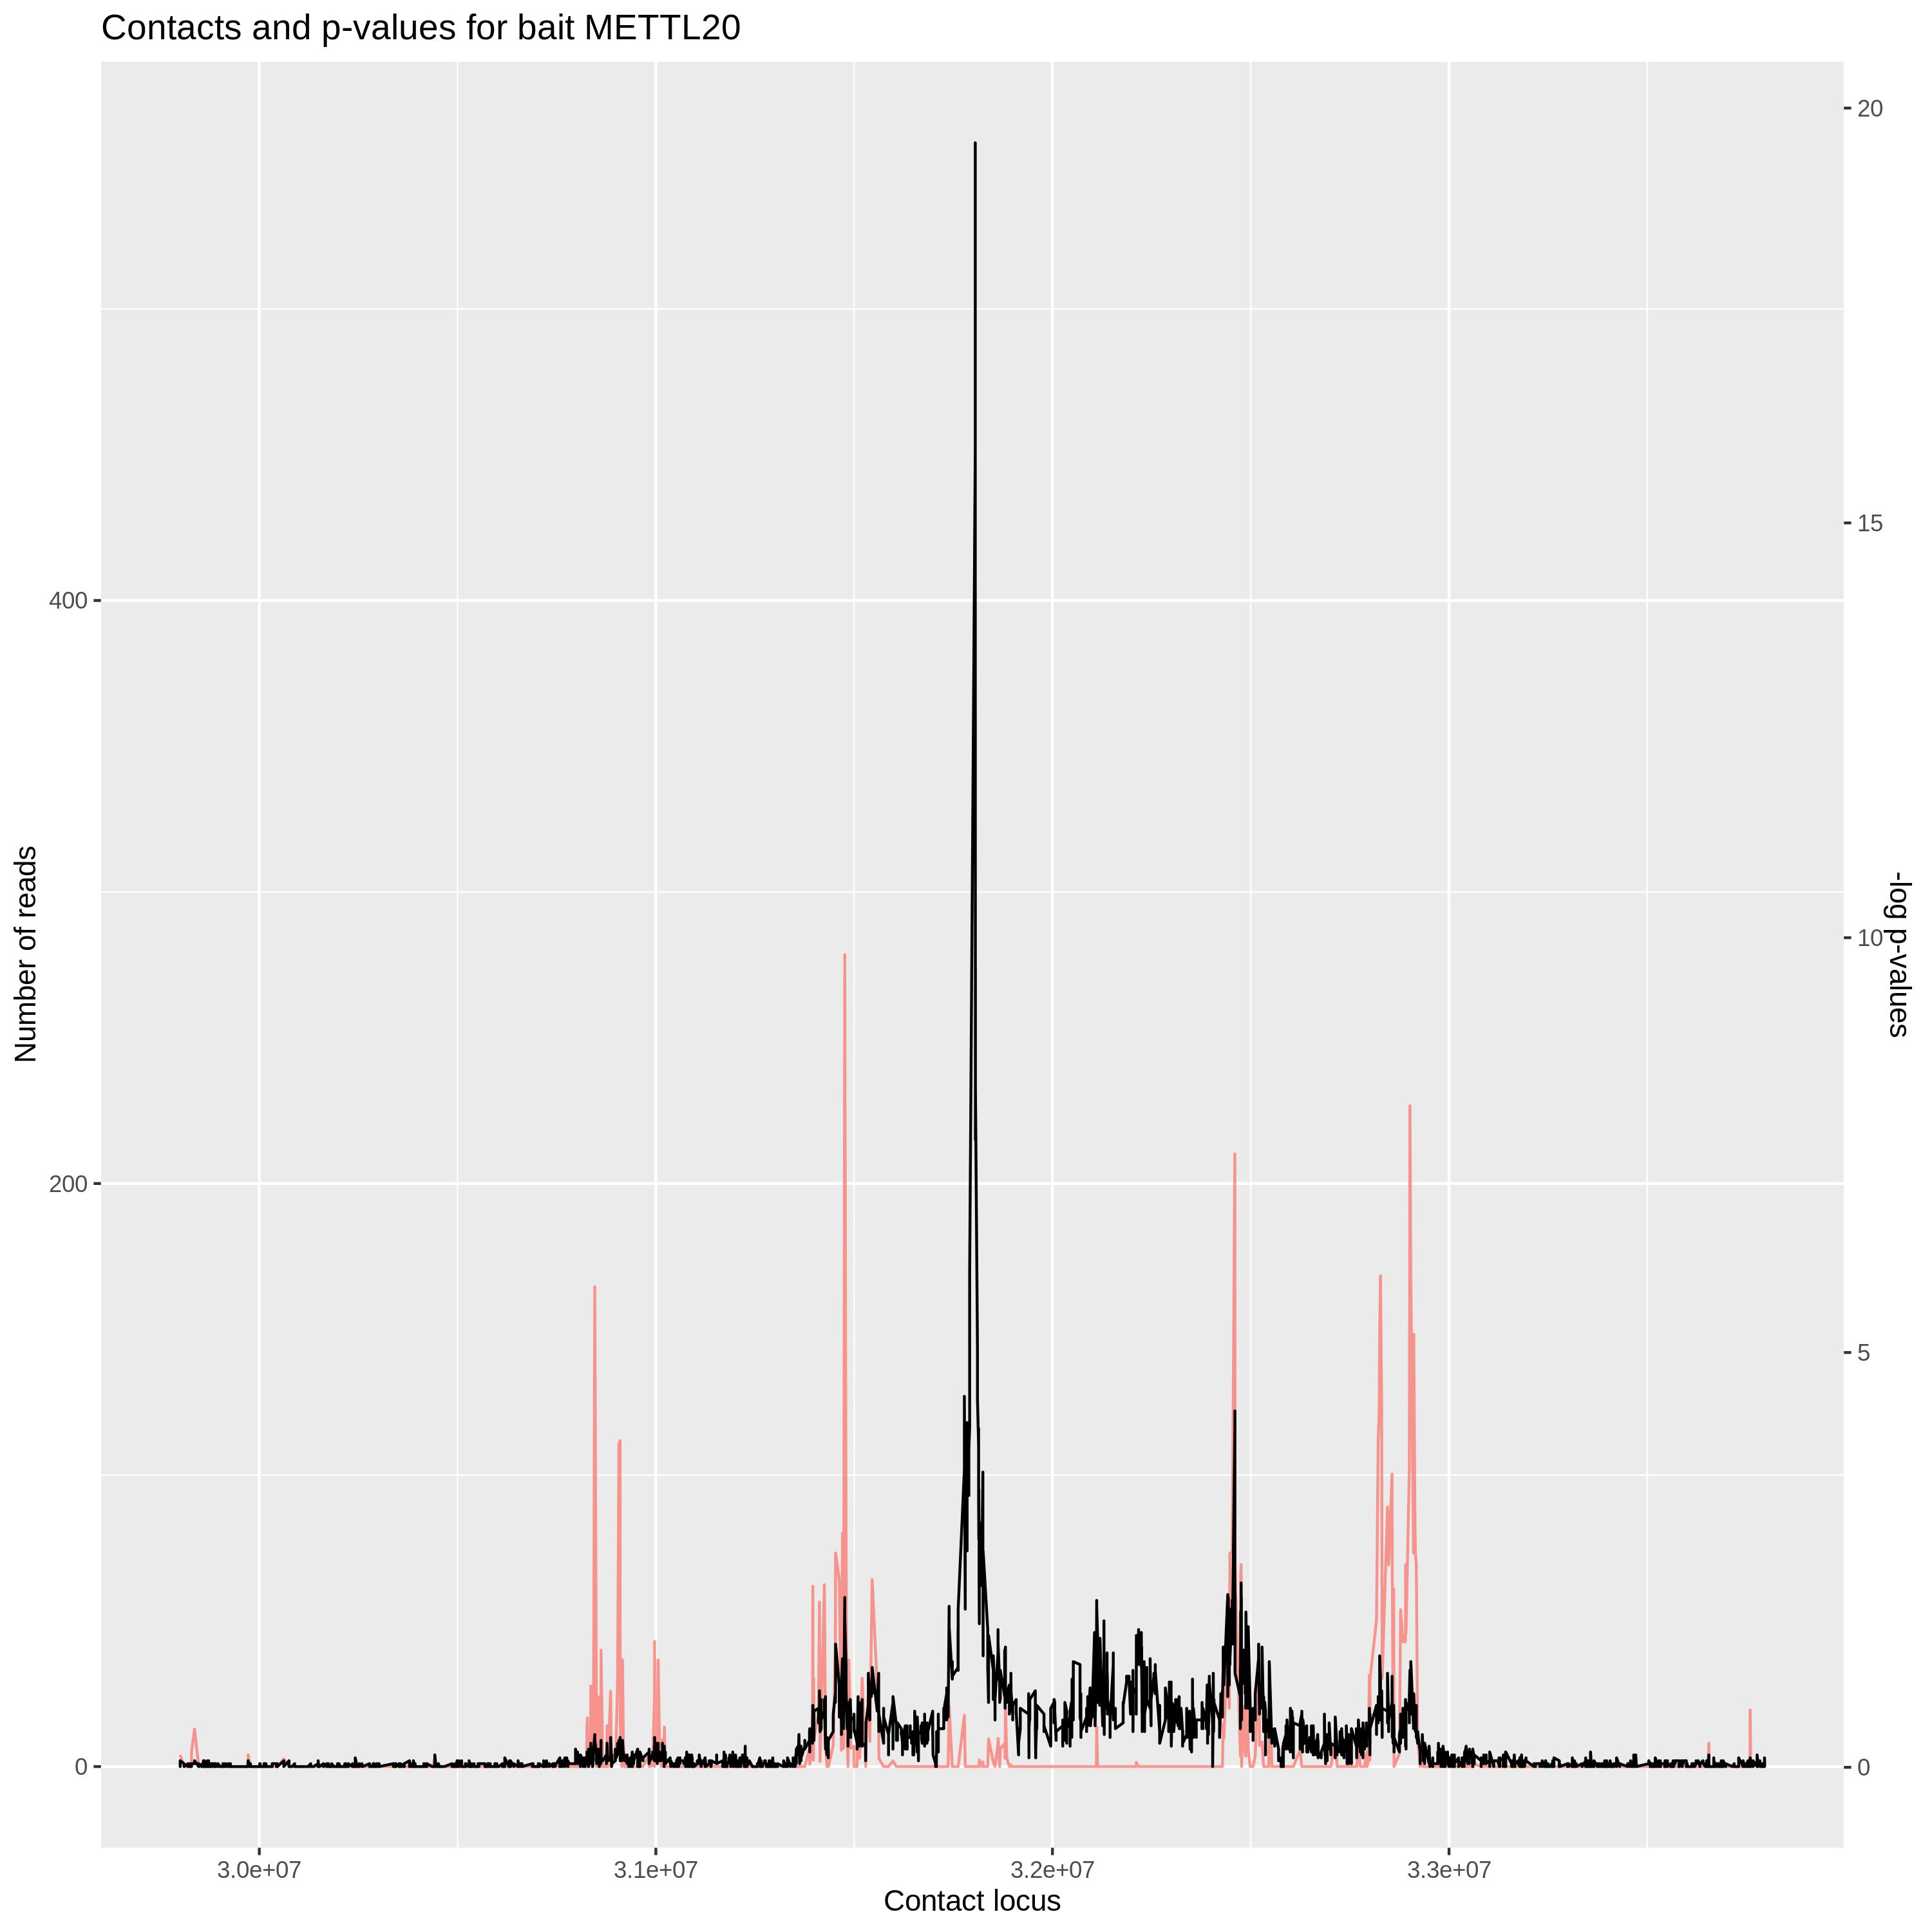 Contacts and p-values for bait METTL20
Number of reads
400
200
0
20
15
10
5
0
-log p-values
3.0e+07
3.1e+07
3.2e+07
3.3e+07
Contact locus